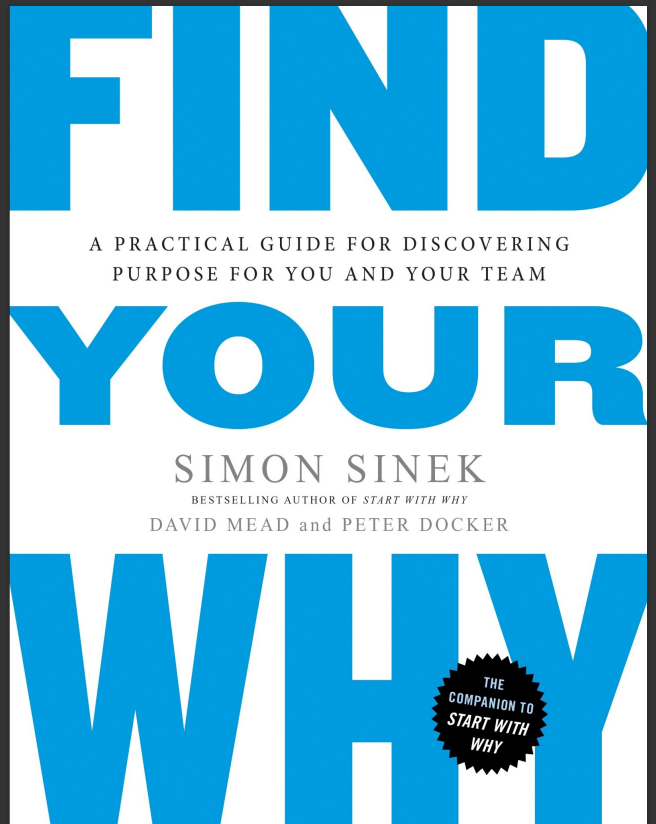 FIND
A PRACTICAL GUIDE FOR DISCOVERING
PURPOSE FOR YOU AND YOUR TEAM
YOUR
SIMON SINEK
BESTSELLING AUTHOR OF START WITH WHY
DAVID MEAD and PETER DOCKER
WHY
THE
COMPANION TO
START WITH
WHY